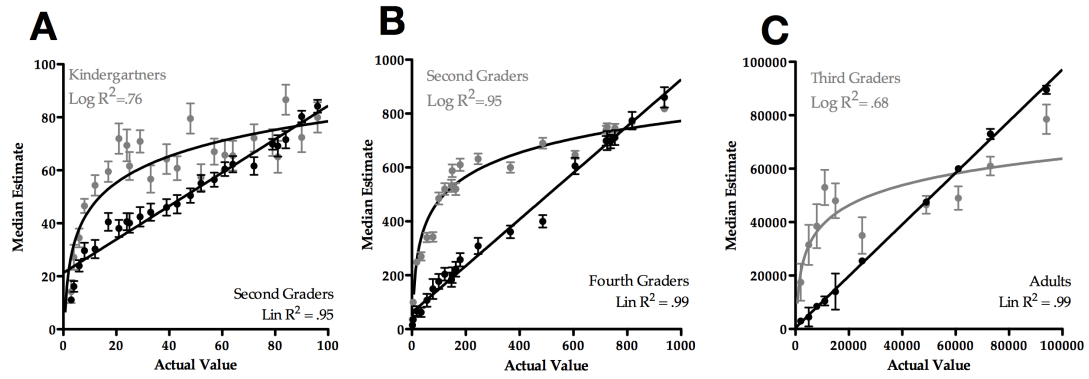 A
Kindergartners
Log R²=.76
Second Graders
Lin R² = .95
Median Estimate
100
80
60
40
20
0
0 20 40 60 80 100
Actual Value
B
Second Graders
Log R²=.95
Fourth Graders
Lin R² = .99
Median Estimate
1000
800
600
400
200
0
0 200 400 600 800 1000
Actual Value
C
Third Graders
Log R² = .68
Adults
Lin R² = .99
Median Estimate
100000
80000
60000
40000
20000
0
0 20000 40000 60000 80000 100000
Actual Value